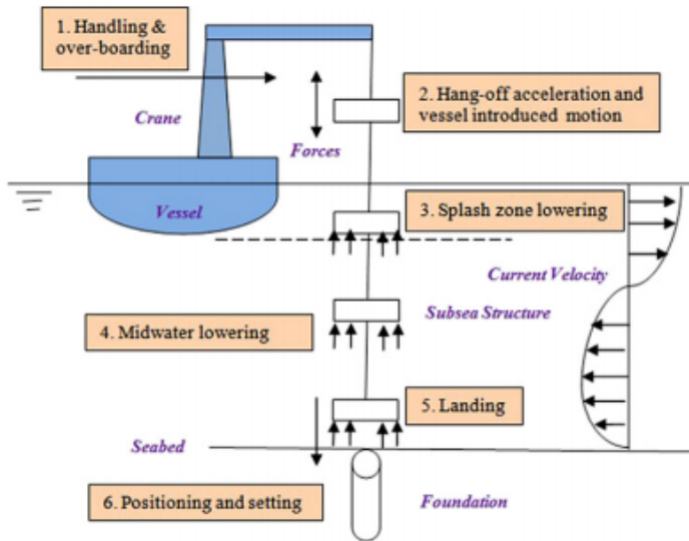 1. Handling &
over-boarding
Crane
Forces
2. Hang-off acceleration and
vessel introduced motion
Vessel
3. Splash zone lowering
Current Velocity
Subsea Structure
4. Midwater lowering
5. Landing
Seabed
6. Positioning and setting
Foundation